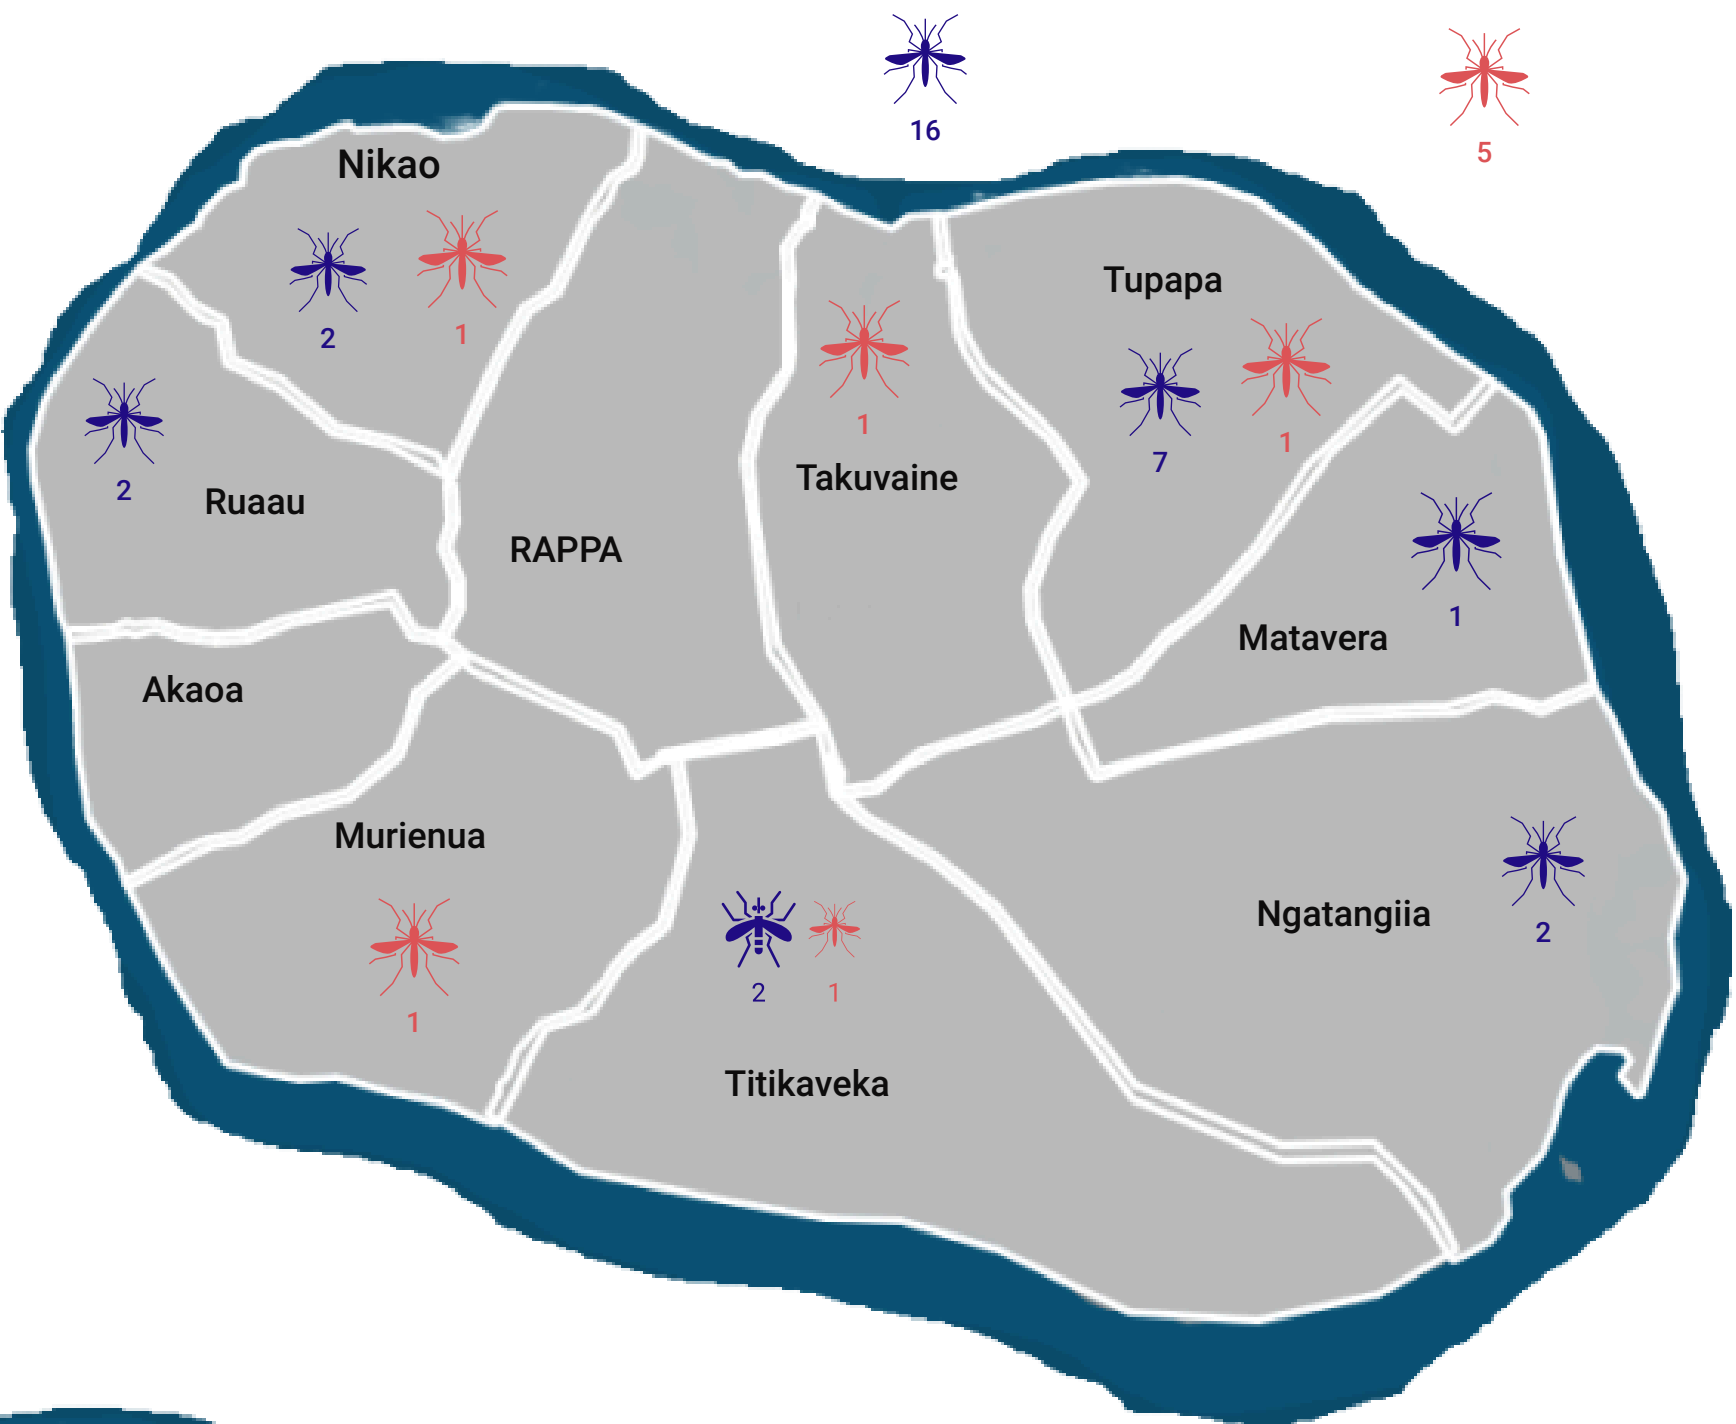 16
5
Nikao
2
1
Tupapa
1
7
1
Takuvaine
2
Ruaau
RAPPA
1
Matavera
Akaoa
Murienua
1
2
1
Ngatangiia
2
Titikaveka